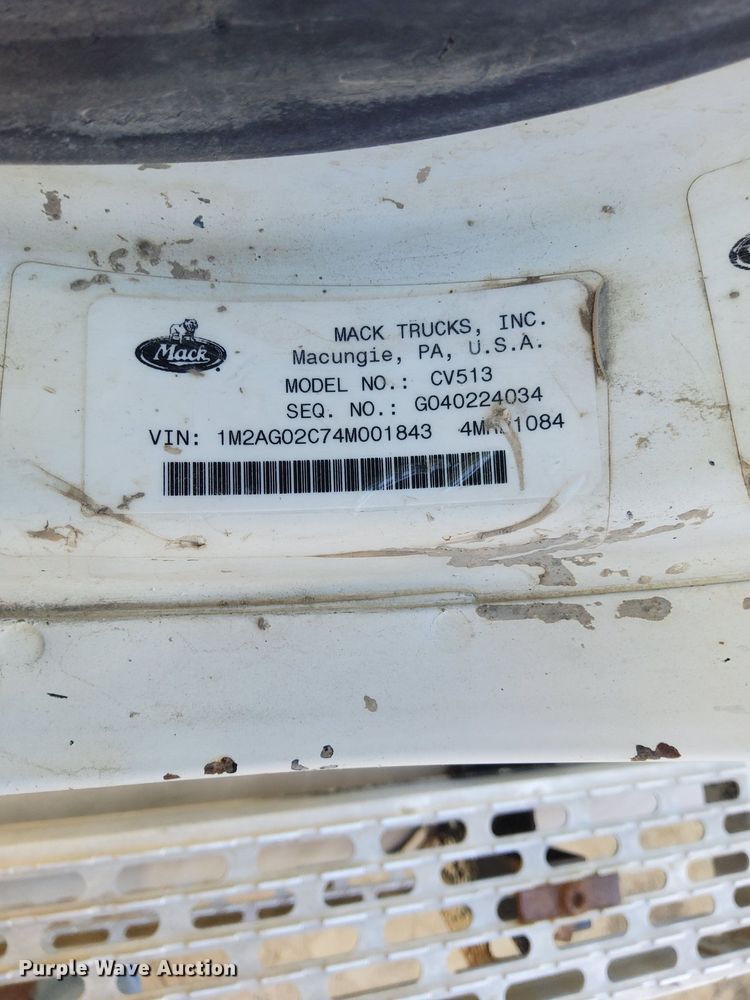 Mack
MACK TRUCKS, INC.
Macungie, PA, U.S.A.
MODEL NO.: CV513
SEQ. NO.: G040224034
VIN: 1M2AG02C74M001843
Purple Wave Auction